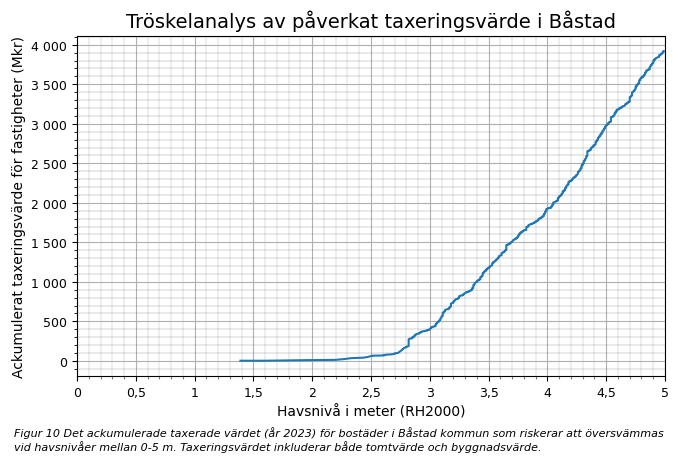 Tröskelanalys av påverkat taxeringsvärde i Båstad
Ackumulerat taxeringsvärde för fastigheter (Mkr)
4 000
3 500
3 000
2 500
2 000
1 500
1 000
500
0
0 0,5 1 1,5 2 2,5 3 3,5 4 4,5 5
Havsnivå i meter (RH2000)
Figur 10 Det ackumulerade taxerade värdet (år 2023) för bostäder i Båstad kommun som riskerar att översvämmas
vid havsnivåer mellan 0-5 m. Taxeringsvärdet inkluderar både tomtvärde och byggnadsvärde.